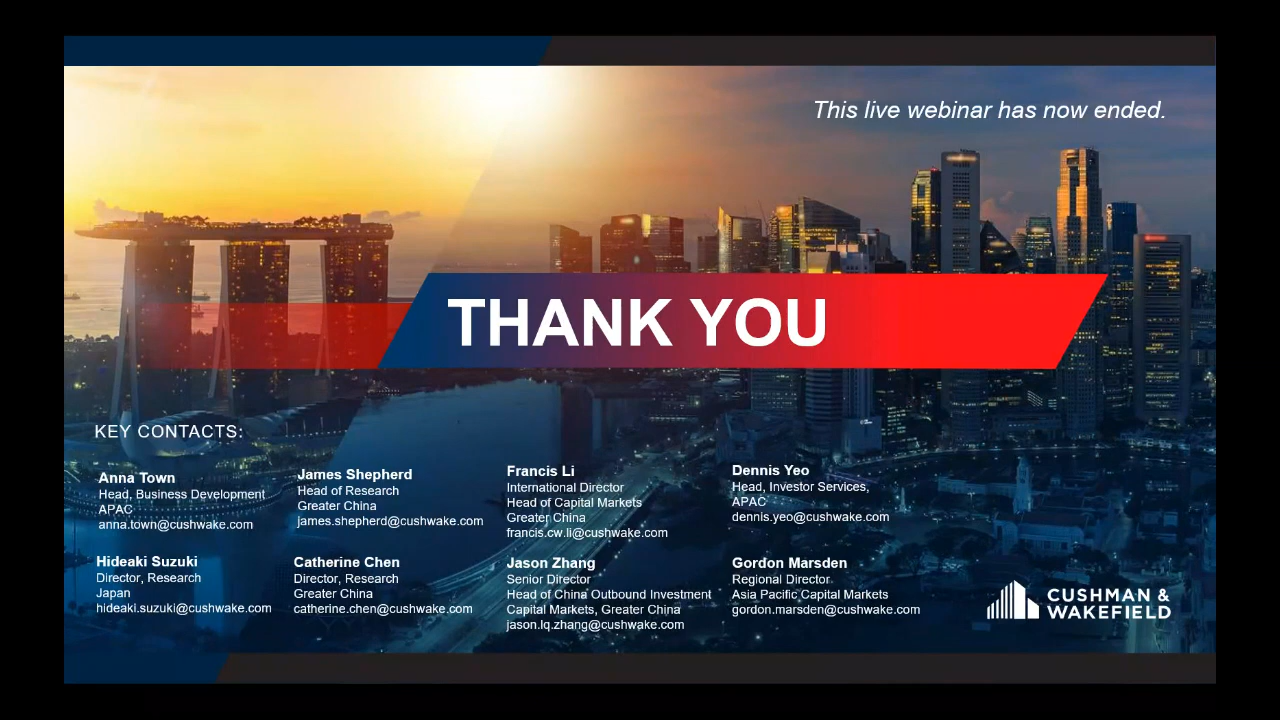 This live webinar has now ended.
THANK YOU
KEY CONTACTS:
Anna Town
Head, Business Development
APAC
anna.town@cushwake.com
James Shepherd
Head of Research
Greater China
james.shepherd@cushwake.com
Francis Li
International Director
Head of Capital Markets
Greater China
francis.cw.li@cushwake.com
Dennis Yeo
Head, Investor Services,
APAC
dennis.yeo@cushwake.com
Hideaki Suzuki
Director, Research
Japan
hideaki.suzuki@cushwake.com
Catherine Chen
Director, Research
Greater China
catherine.chen@cushwake.com
Jason Zhang
Senior Director
Head of China Outbound Investment
Capital Markets, Greater China
jason.lq.zhang@cushwake.com
Gordon Marsden
Regional Director
Asia Pacific Capital Markets
gordon.marsden@cushwake.com
CUSHMAN &
WAKEFIELD